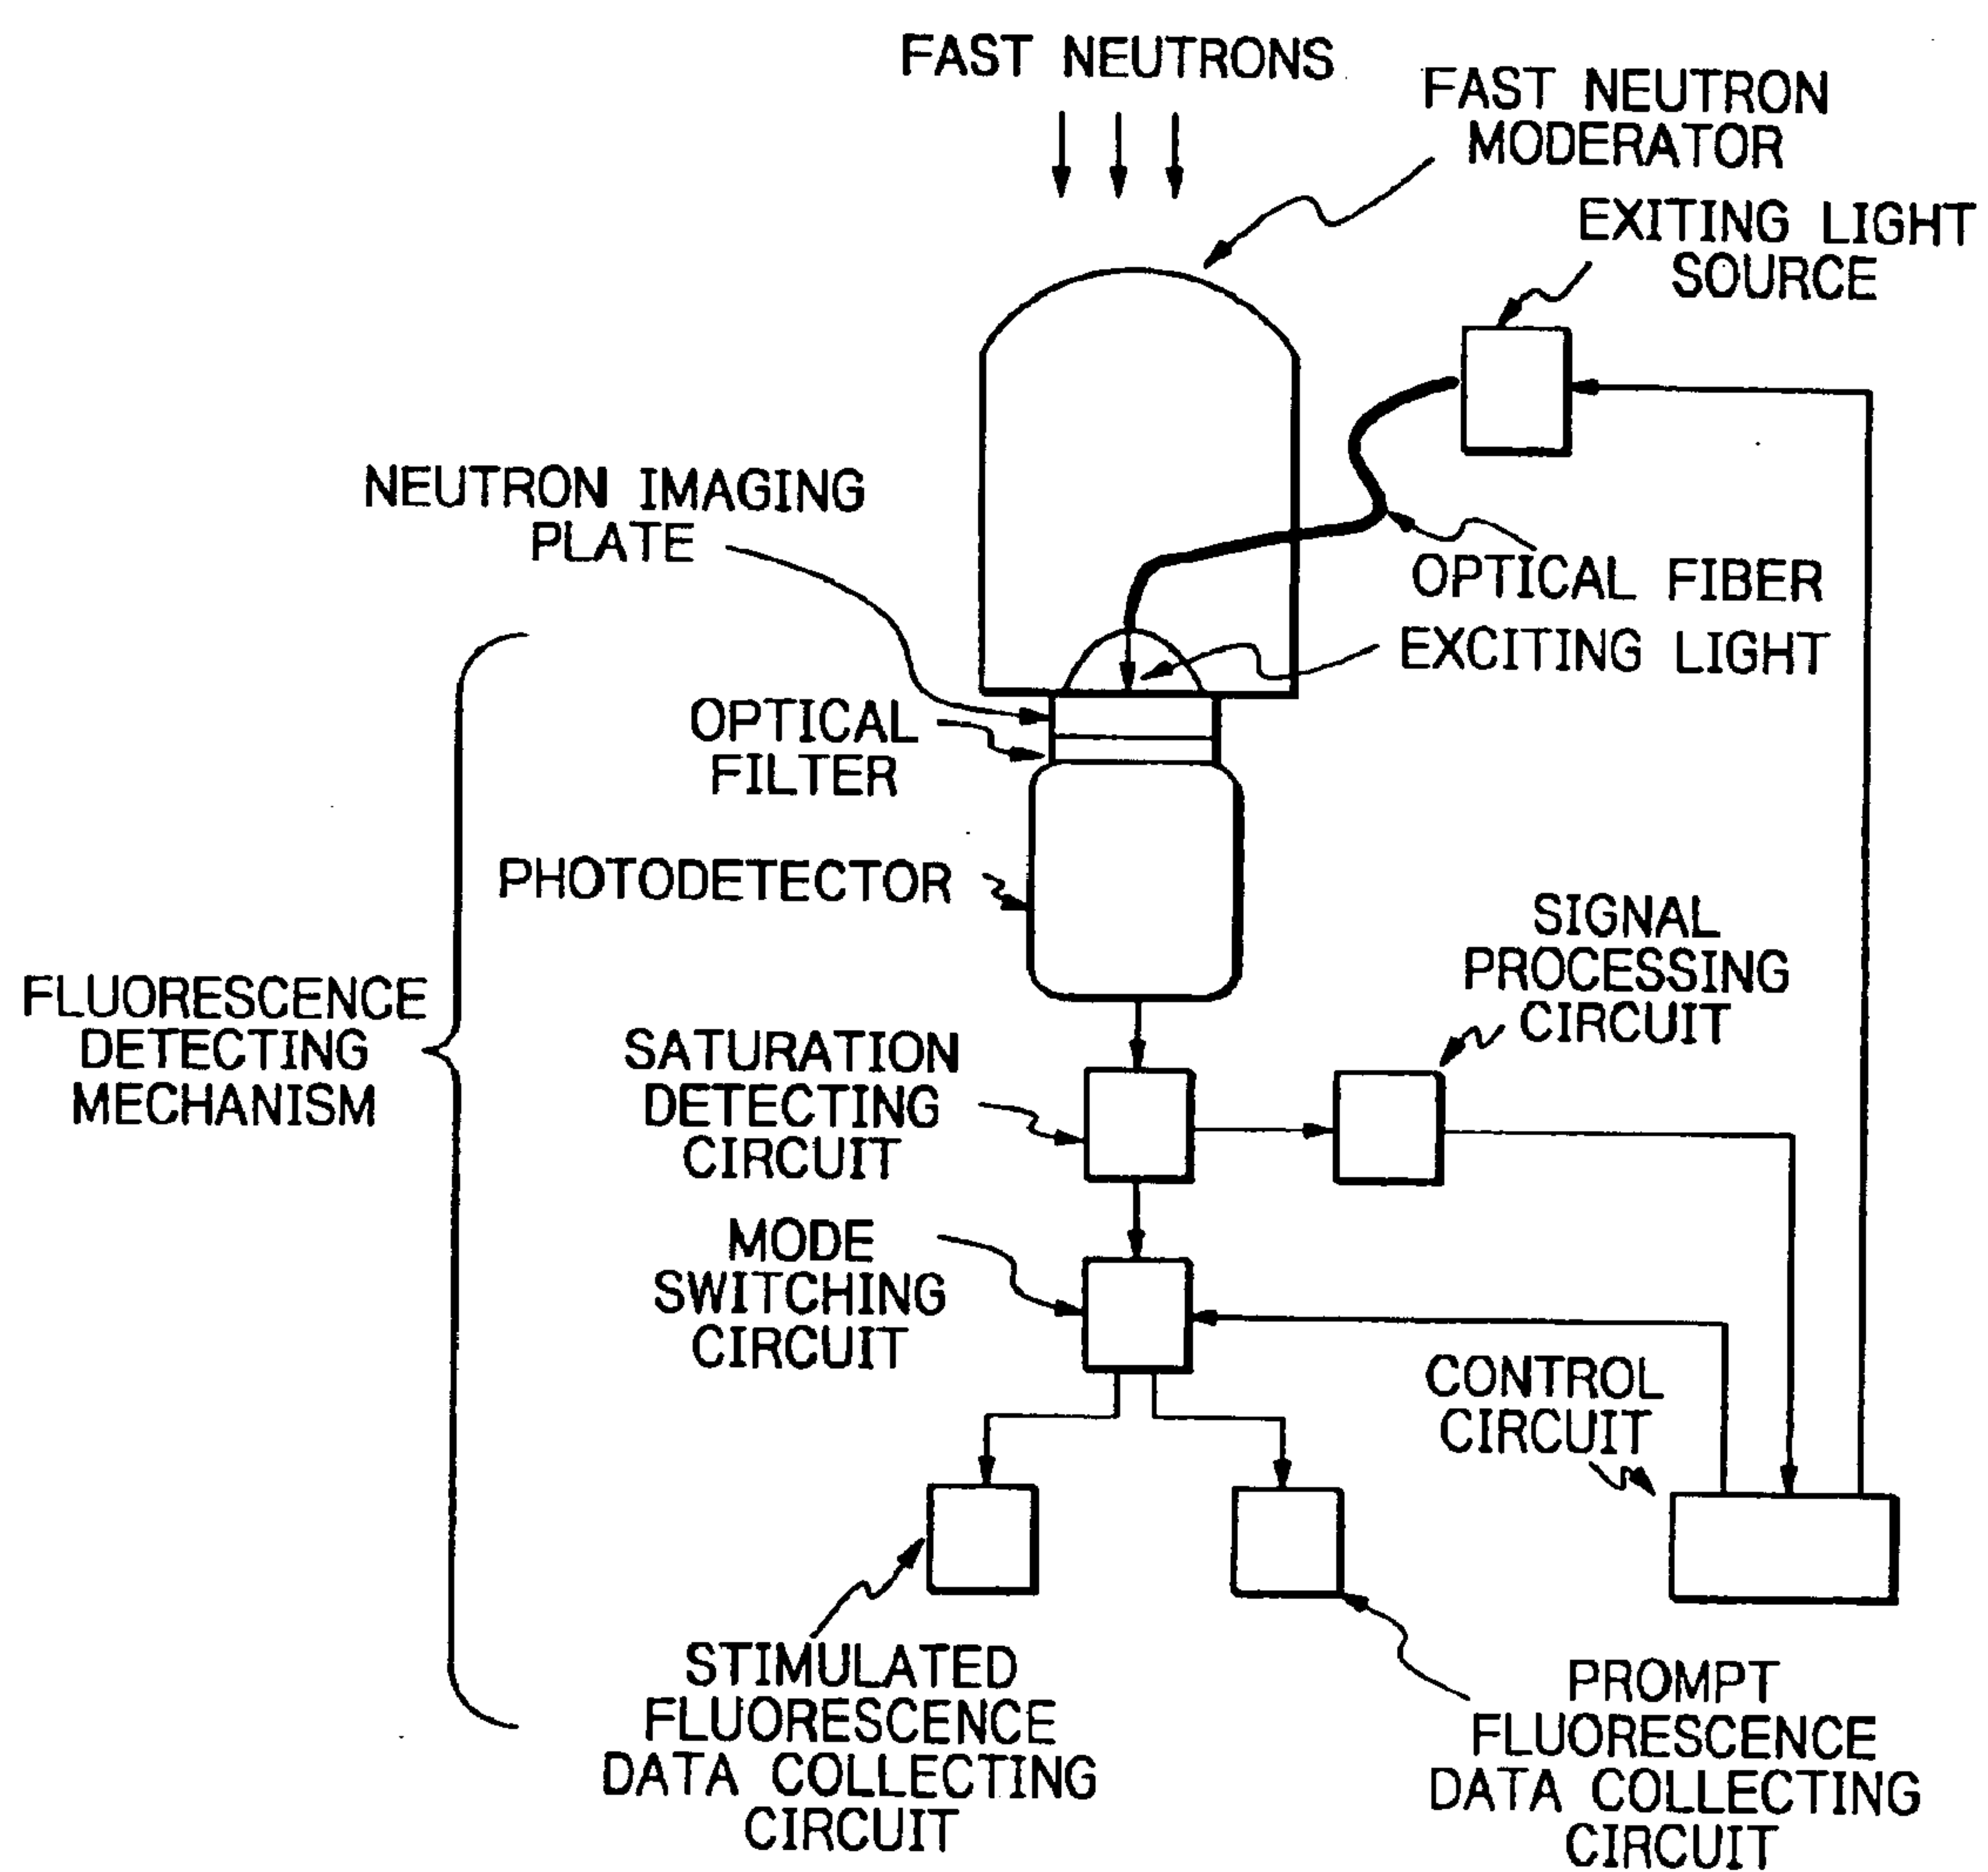 FAST NEUTRONS
FAST NEUTRON
MODERATOR
EXITING LIGHT
SOURCE
NEUTRON IMAGING
PLATE
OPTICAL FIBER
EXCITING LIGHT
OPTICAL
FILTER
PHOTODETECTOR
SIGNAL
PROCESSING
CIRCUIT
FLUORESCENCE
DETECTING
MECHANISM
SATURATION
DETECTING
CIRCUIT
MODE
SWITCHING
CIRCUIT
CONTROL
CIRCUIT
STIMULATED
FLUORESCENCE
DATA COLLECTING
CIRCUIT
PROMPT
FLUORESCENCE
DATA COLLECTING
CIRCUIT